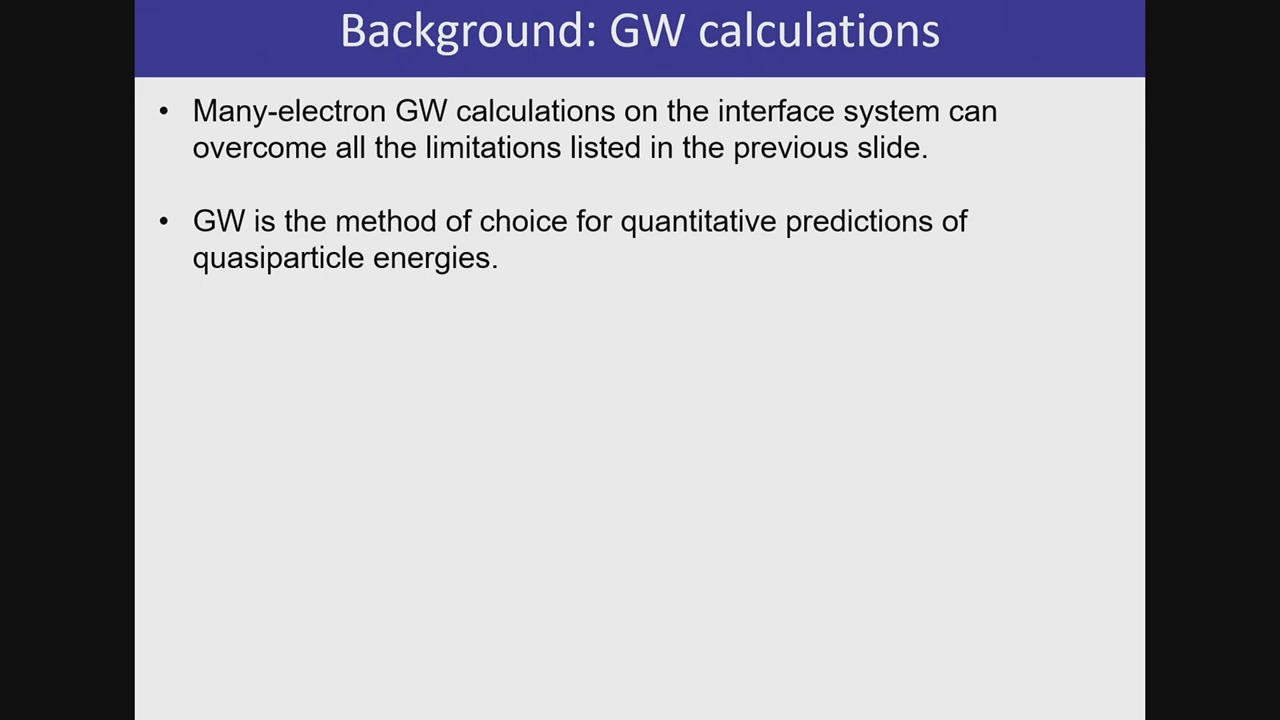 Background: GW calculations
• Many-electron GW calculations on the interface system can
overcome all the limitations listed in the previous slide.
• GW is the method of choice for quantitative predictions of
quasiparticle energies.